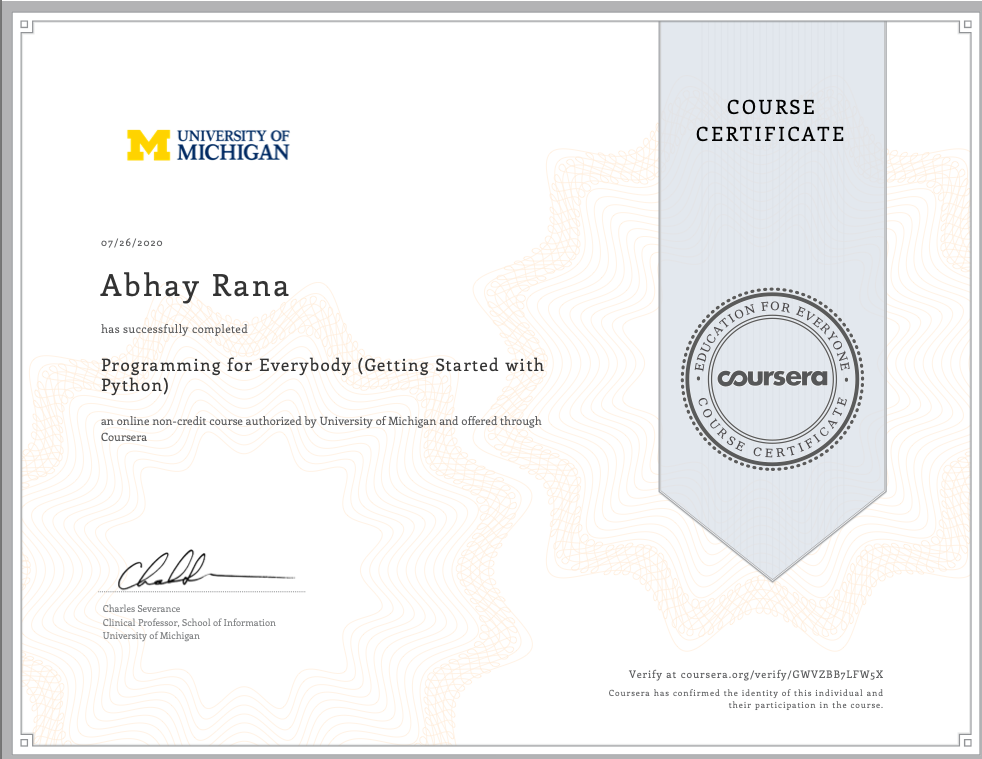 COURSE
CERTIFICATE
UNIVERSITY OF
MICHIGAN
07/26/2020
Abhay Rana
has successfully completed
Programming for Everybody (Getting Started with
Python)
an online non-credit course authorized by University of Michigan and offered through
Coursera
EDUCATION FOR EVERYONE
coursera
COURSE CERTIFICATE
Charles Severance
Clinical Professor, School of Information
University of Michigan
Verify at coursera.org/verify/GWVZBB7LFW5X
Coursera has confirmed the identity of this individual and
their participation in the course.